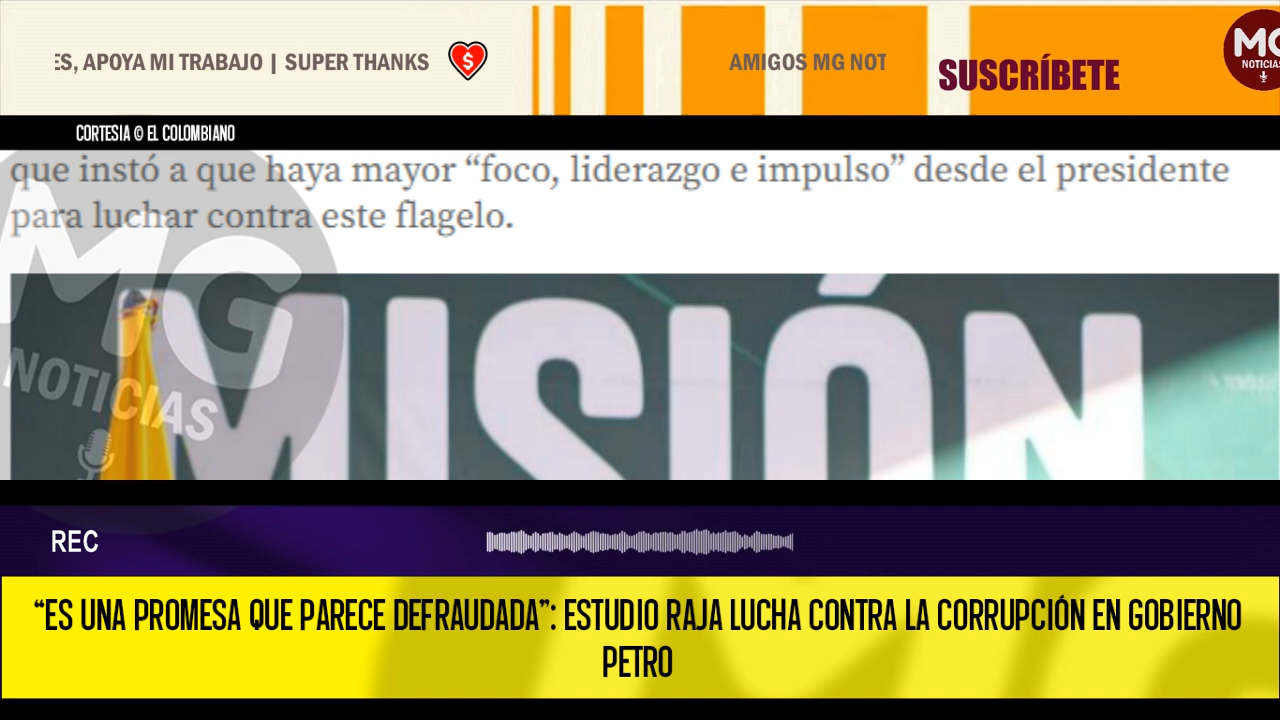 ES, APOYA MI TRABAJO | SUPER THANKS
AMIGOS MG NOT
SUSCRÍBETE
MG
NOTICIAS
CORTESIA © EL COLOMBIANO
que instó a que haya mayor “foco, liderazgo e impulso” desde el presidente
para luchar contra este flagelo.
MG
NOTICIAS
MISIÓN
REC
“ES UNA PROMESA QUE PARECE DEFRAUDADA”: ESTUDIO RAJA LUCHA CONTRA LA CORRUPCIÓN EN GOBIERNO
PETRO